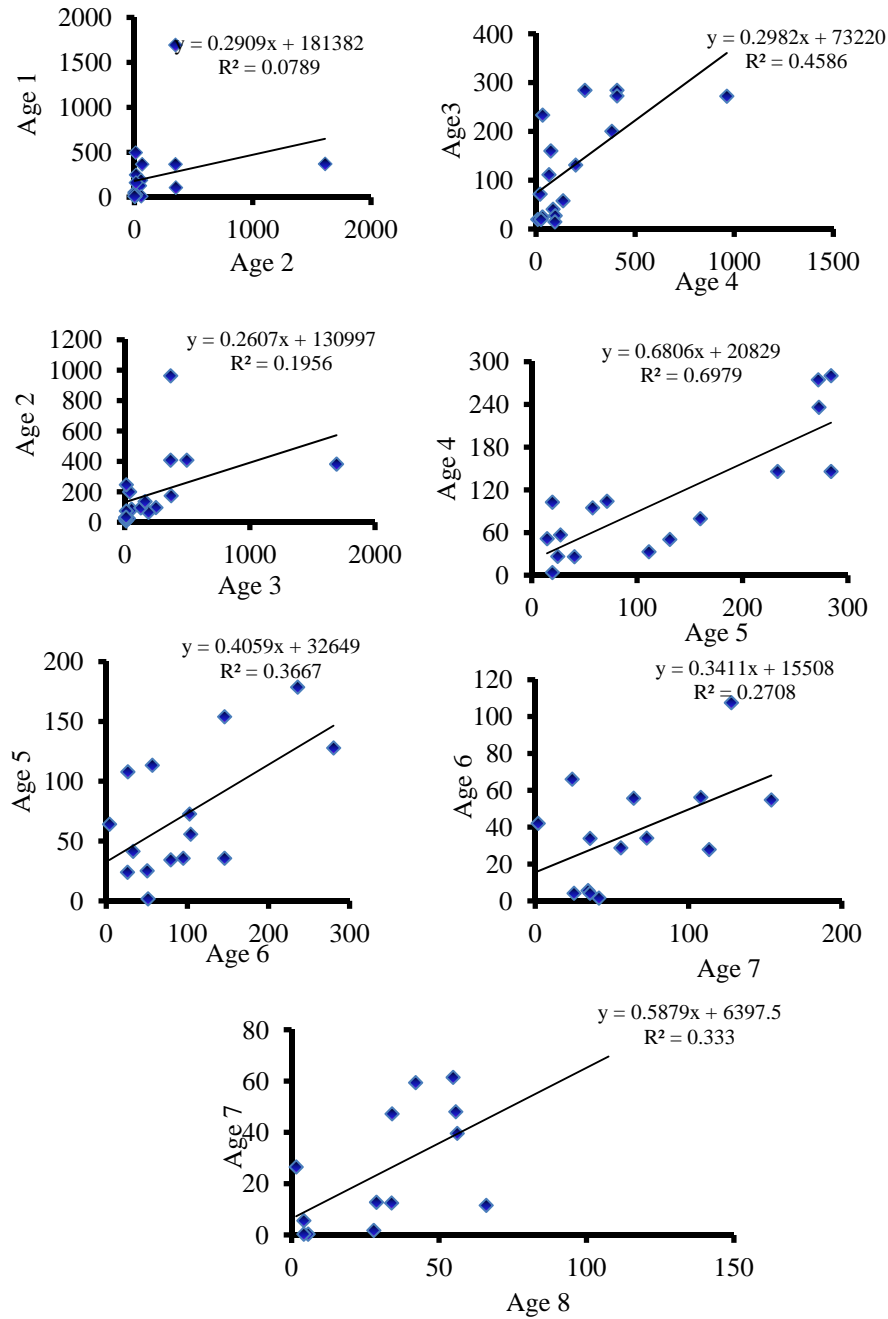 2000
1500
1000
500
0
Age 1
y = 0.2909x + 181382
R² = 0.0789
0 1000 2000
Age 2
400
300
200
100
0
Age3
y = 0.2982x + 73220
R² = 0.4586
0 500 1000 1500
Age 4
1200
1000
800
600
400
200
0
Age 2
y = 0.2607x + 130997
R² = 0.1956
0 1000 2000
Age 3
300
240
180
120
60
0
Age 4
y = 0.6806x + 20829
R² = 0.6979
0 100 200 300
Age 5
200
150
100
50
0
Age 5
y = 0.4059x + 32649
R² = 0.3667
0 100 200 300
Age 6
120
100
80
60
40
20
0
Age 6
y = 0.3411x + 15508
R² = 0.2708
0 100 200
Age 7
80
60
40
20
0
Age 7
y = 0.5879x + 6397.5
R² = 0.333
0 50 100 150
Age 8